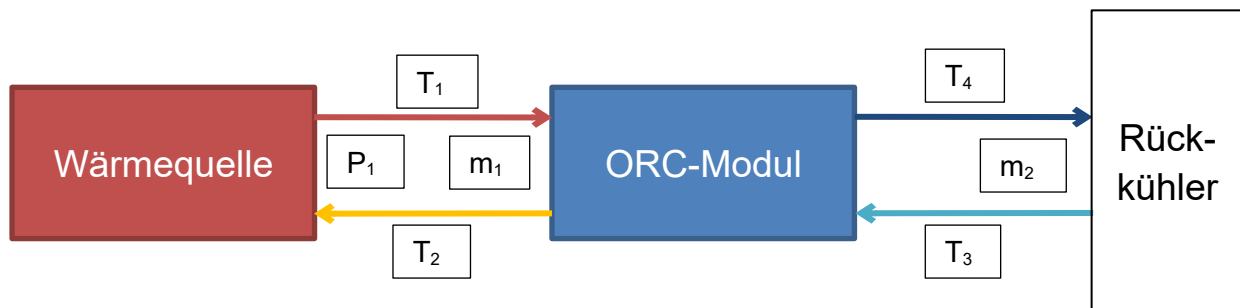 T₁
T₄
Wärmequelle
P₁
m₁
ORC-Modul
m₂
Rück-
kühler
T₂
T₃